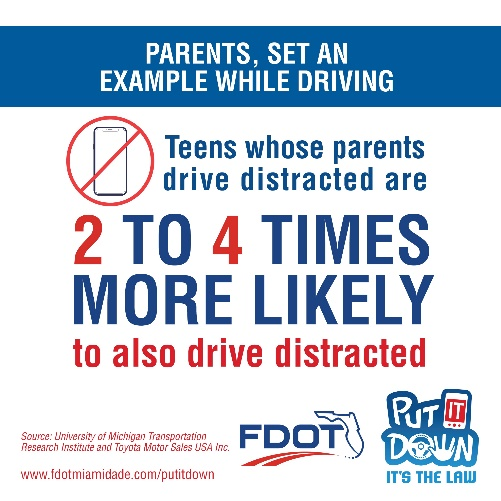 PARENTS, SET AN
EXAMPLE WHILE DRIVING
Teens whose parents
drive distracted are
2 TO 4 TIMES
MORE LIKELY
to also drive distracted
Source: University of Michigan Transportation
Research Institute and Toyota Motor Sales USA Inc.
www.fdotmiamidade.com/putitdown
FDOT
PUT IT
DOWN
IT'S THE LAW